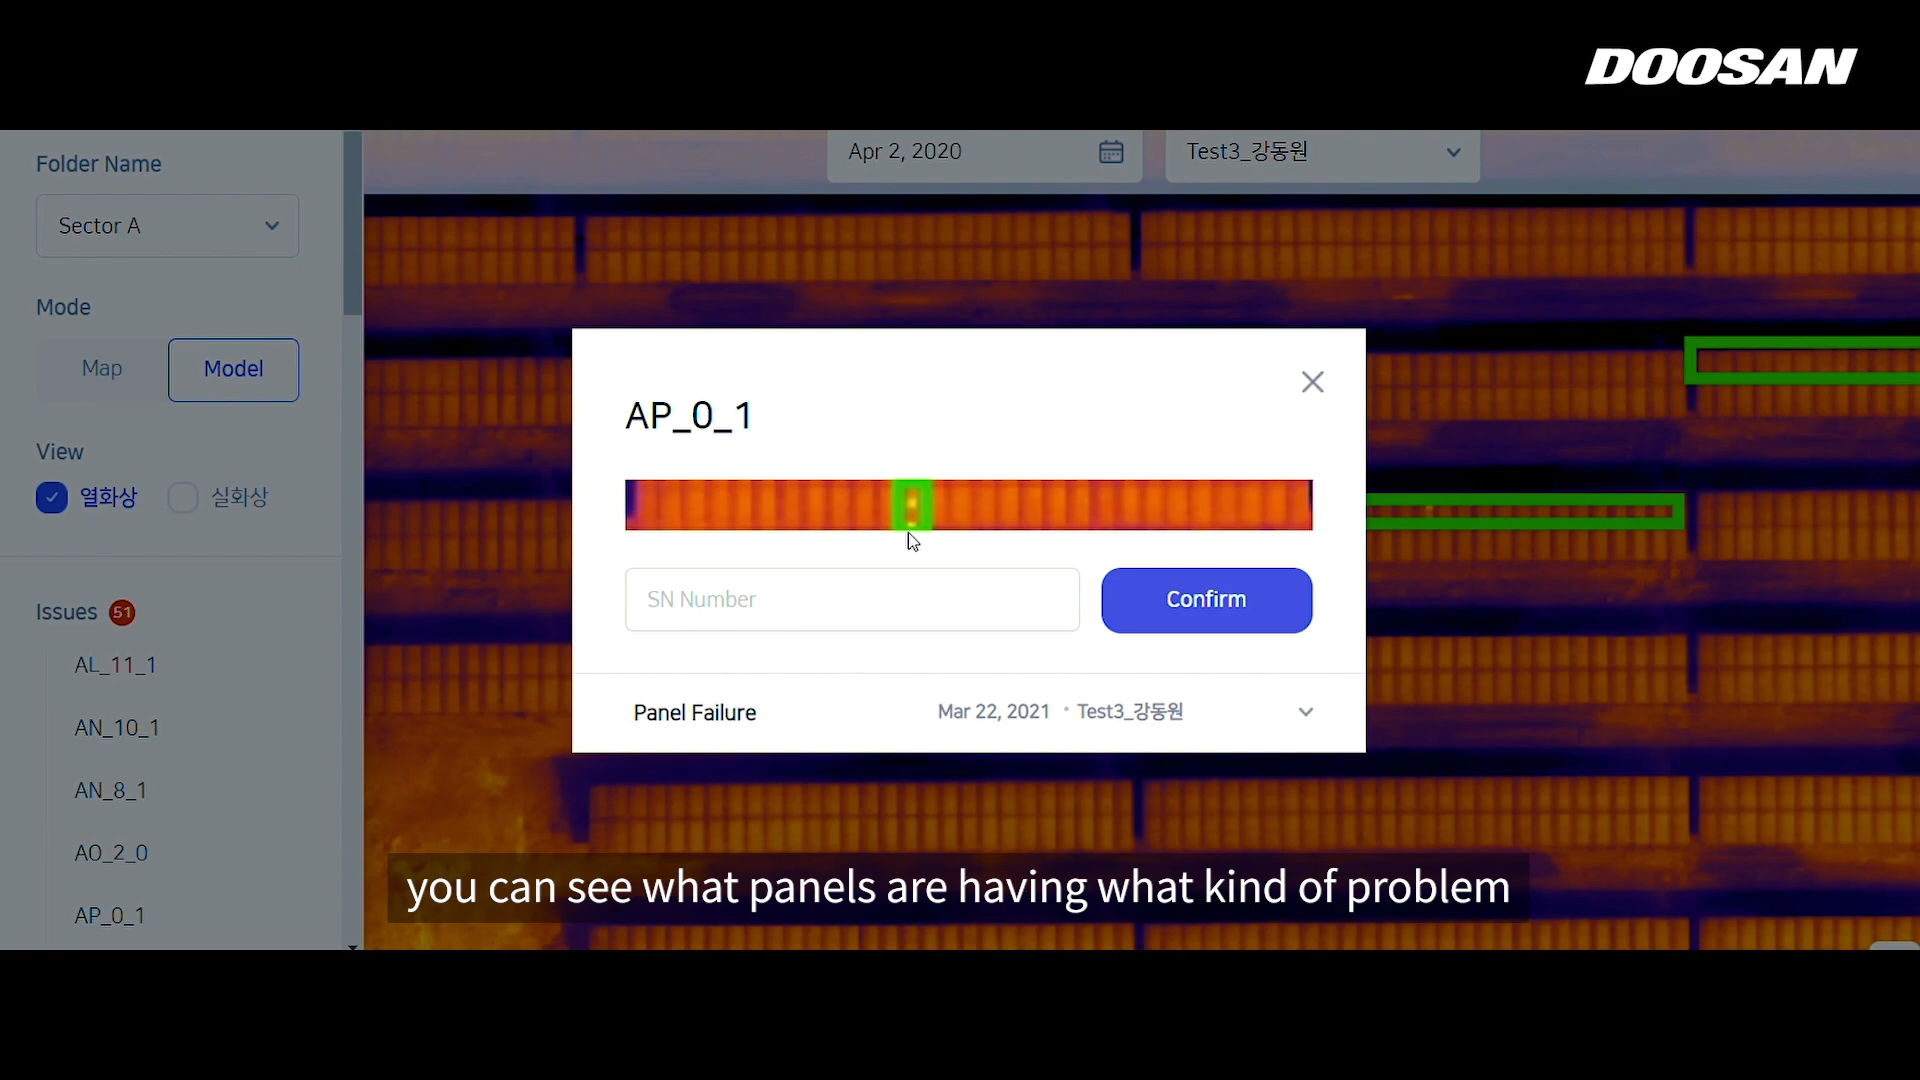 DOOSAN
Folder Name
Sector A
Mode
Map
Model
View
열화상
실화상
Issues 51
AL_11_1
AN_10_1
AN_8_1
AO_2_0
AP_0_1
Apr 2, 2020
Test3_강동원
AP_0_1
SN Number
Confirm
Panel Failure
Mar 22, 2021 • Test3_강동원
you can see what panels are having what kind of problem